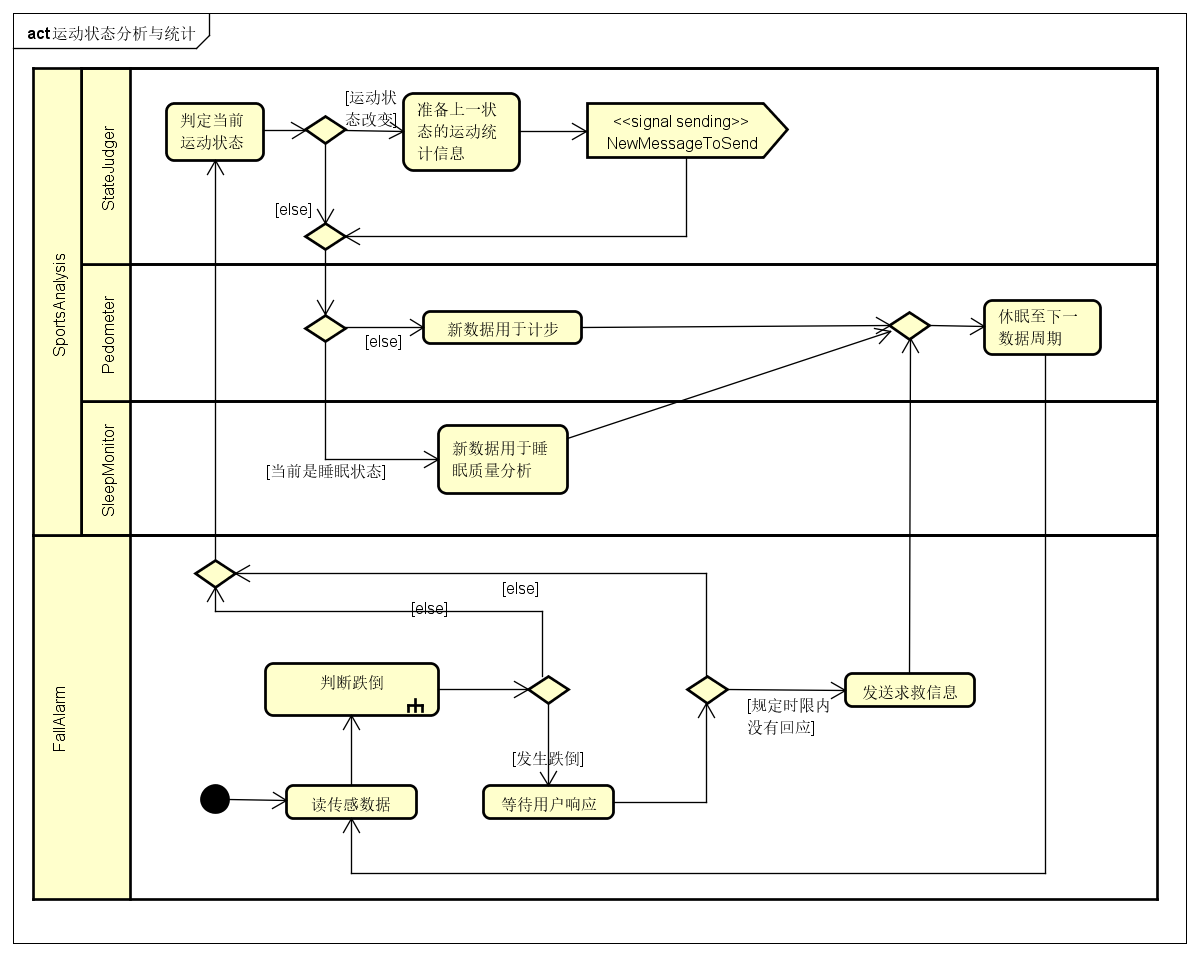 act 运动状态分析与统计
SportsAnalysis
StateJudger
判定当前
运动状态
[运动状
态改变]
准备上一状
态的运动统
计信息
<<signal sending>>
NewMessageToSend
[else]
Pedometer
[else]
新数据用于计步
休眠至下一
数据周期
SleepMonitor
[当前是睡眠状态]
新数据用于睡
眠质量分析
FallAlarm
[else]
[else]
判断跌倒
发送求救信息
[规定时限内
没有回应]
[发生跌倒]
读传感数据
等待用户响应